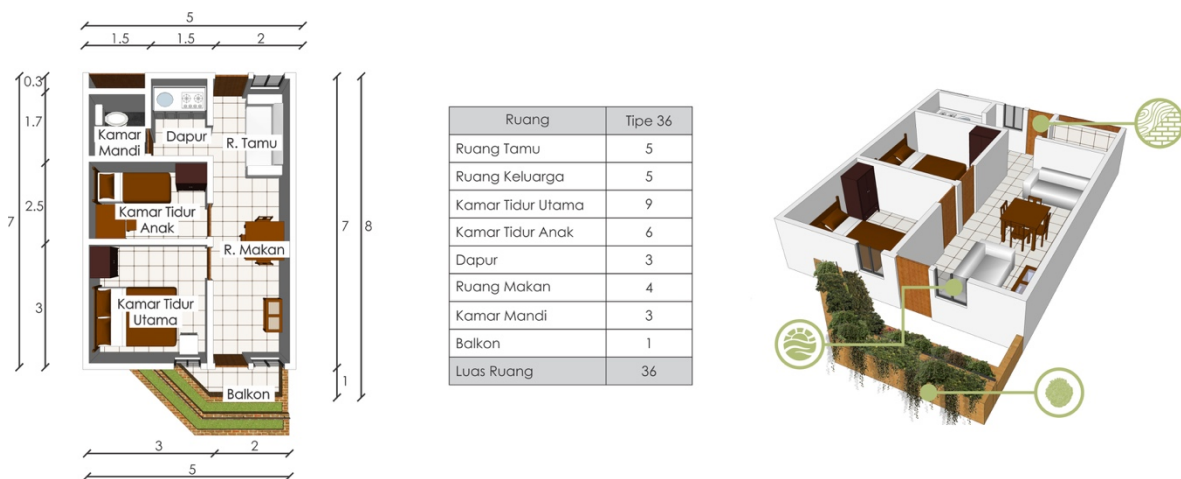 5
1.5 1.5 2
0.3
1.7
2.5
3
7
7
8
1
Kamar
Mandi
Dapur
R. Tamu
Kamar Tidur
Anak
R. Makan
Kamar Tidur
Utama
Balkon
3 2
5
Ruang Tipe 36
Ruang Tamu 5
Ruang Keluarga 5
Kamar Tidur Utama 9
Kamar Tidur Anak 6
Dapur 3
Ruang Makan 4
Kamar Mandi 3
Balkon 1
Luas Ruang 36